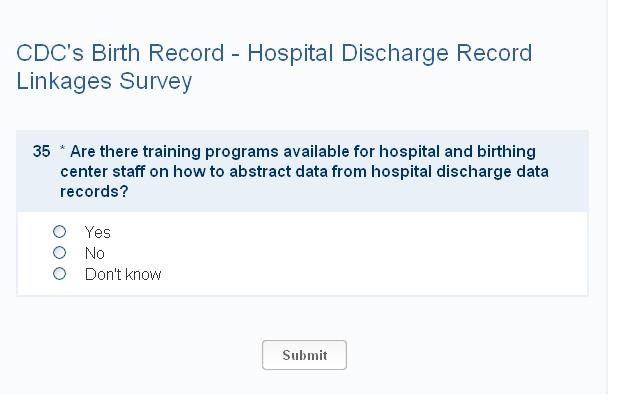 CDC's Birth Record - Hospital Discharge Record
Linkages Survey
35 * Are there training programs available for hospital and birthing
center staff on how to abstract data from hospital discharge data
records?
Yes
No
Don't know
Submit